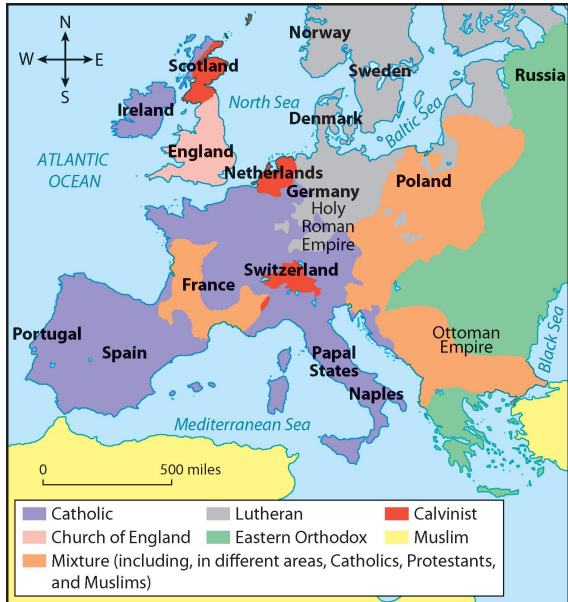 N
W E
S
Norway
Scotland
Sweden
Russia
Ireland
North Sea
Denmark
Baltic Sea
ATLANTIC
OCEAN
England
Netherlands
Germany
Poland
Holy
Roman
Empire
Switzerland
France
Portugal
Spain
Ottoman
Empire
Black Sea
Papal
States
Naples
Mediterranean Sea
0 500 miles
Catholic Lutheran Calvinist
Church of England Eastern Orthodox Muslim
Mixture (including, in different areas, Catholics, Protestants,
and Muslims)